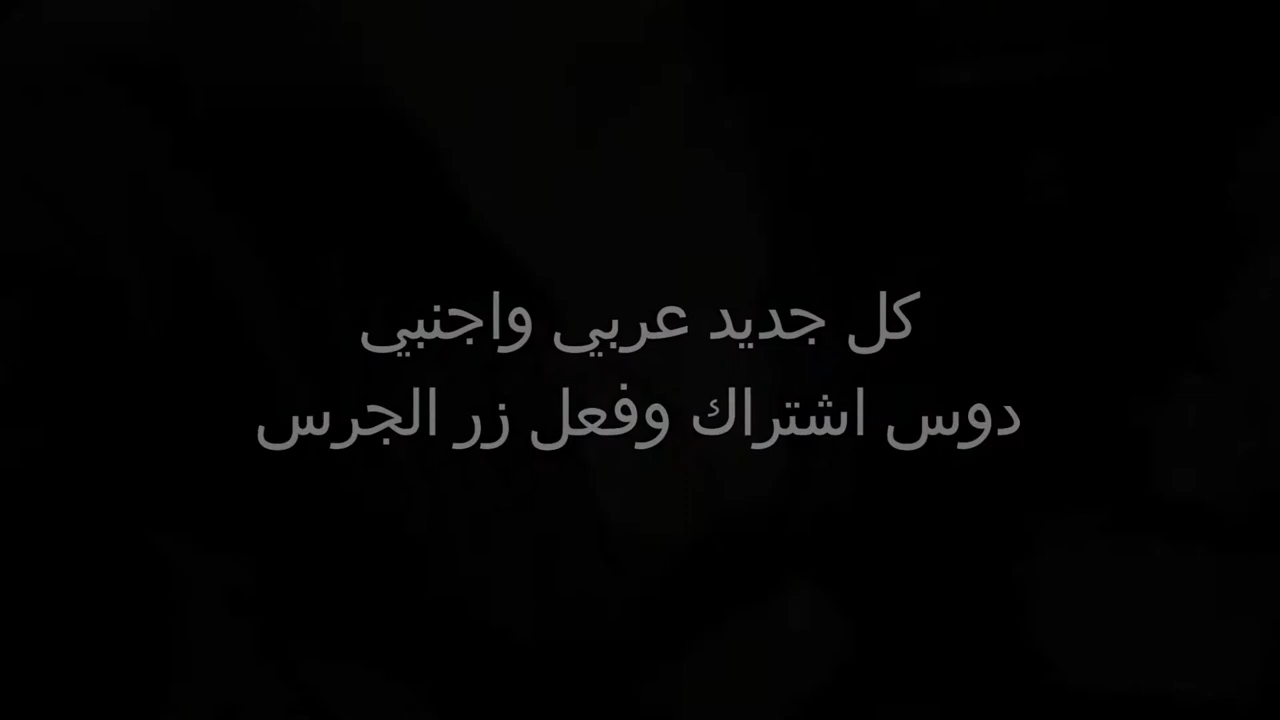 كل جديد عربي واجنبي
دوس اشتراك وفعل زر الجرس